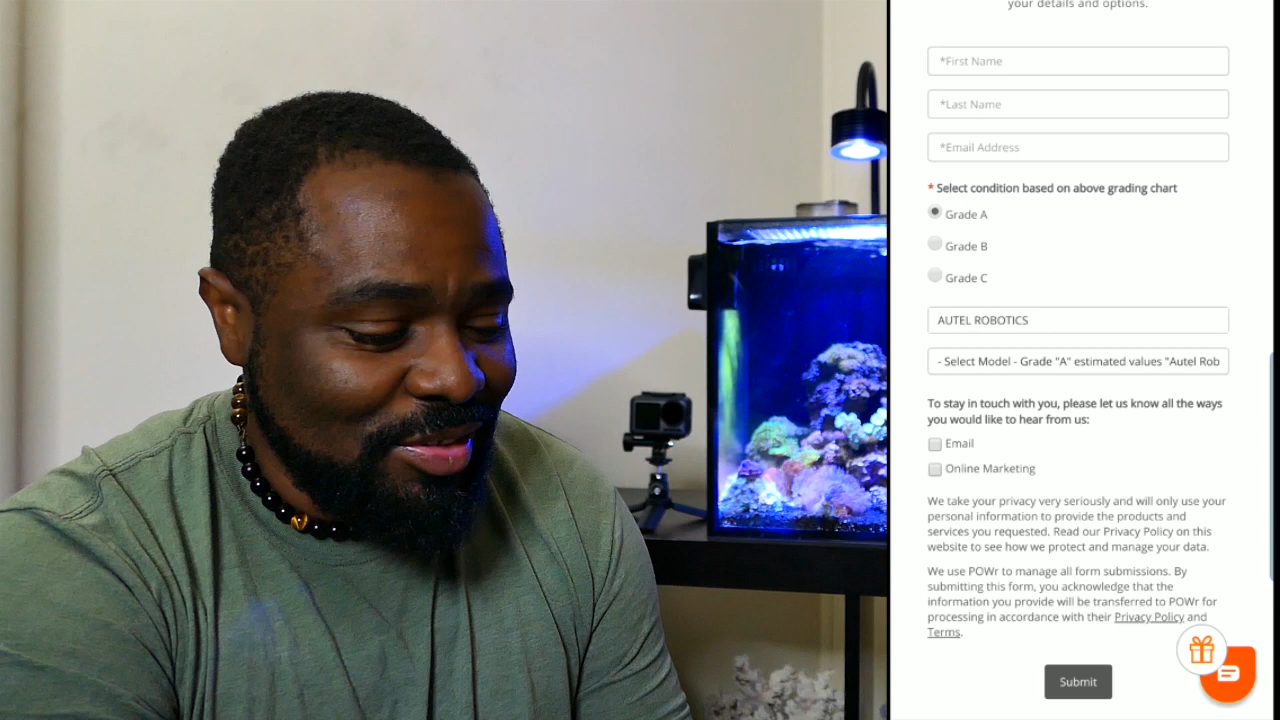 your details and options.
*First Name
*Last Name
*Email Address
* Select condition based on above grading chart
Grade A
Grade B
Grade C
AUTEL ROBOTICS
- Select Model - Grade "A" estimated values "Autel Rob
To stay in touch with you, please let us know all the ways
you would like to hear from us:
Email
Online Marketing
We take your privacy very seriously and will only use your
personal information to provide the products and
services you requested. Read our Privacy Policy on this
website to see how we protect and manage your data.
We use POWr to manage all form submissions. By
submitting this form, you acknowledge that the
information you provide will be transferred to POWr for
processing in accordance with their Privacy Policy and
Terms.
Submit